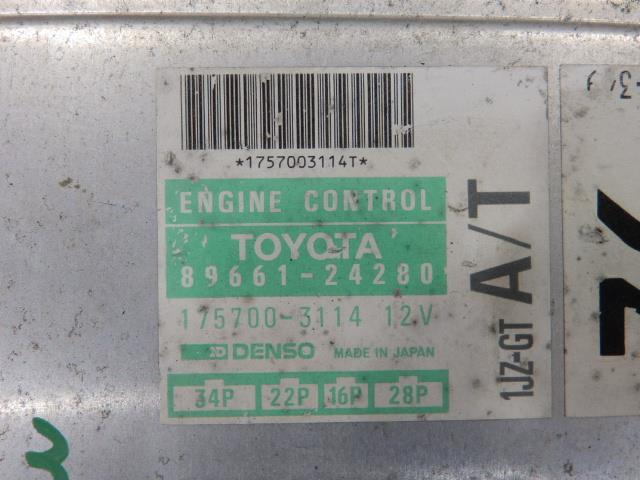 *1757003114T*
ENGINE CONTROL
TOYOTA
89661-24280
175700-3114 12V
DENSO MADE IN JAPAN
34P 22P 16P 28P
1JZ-GT A/T